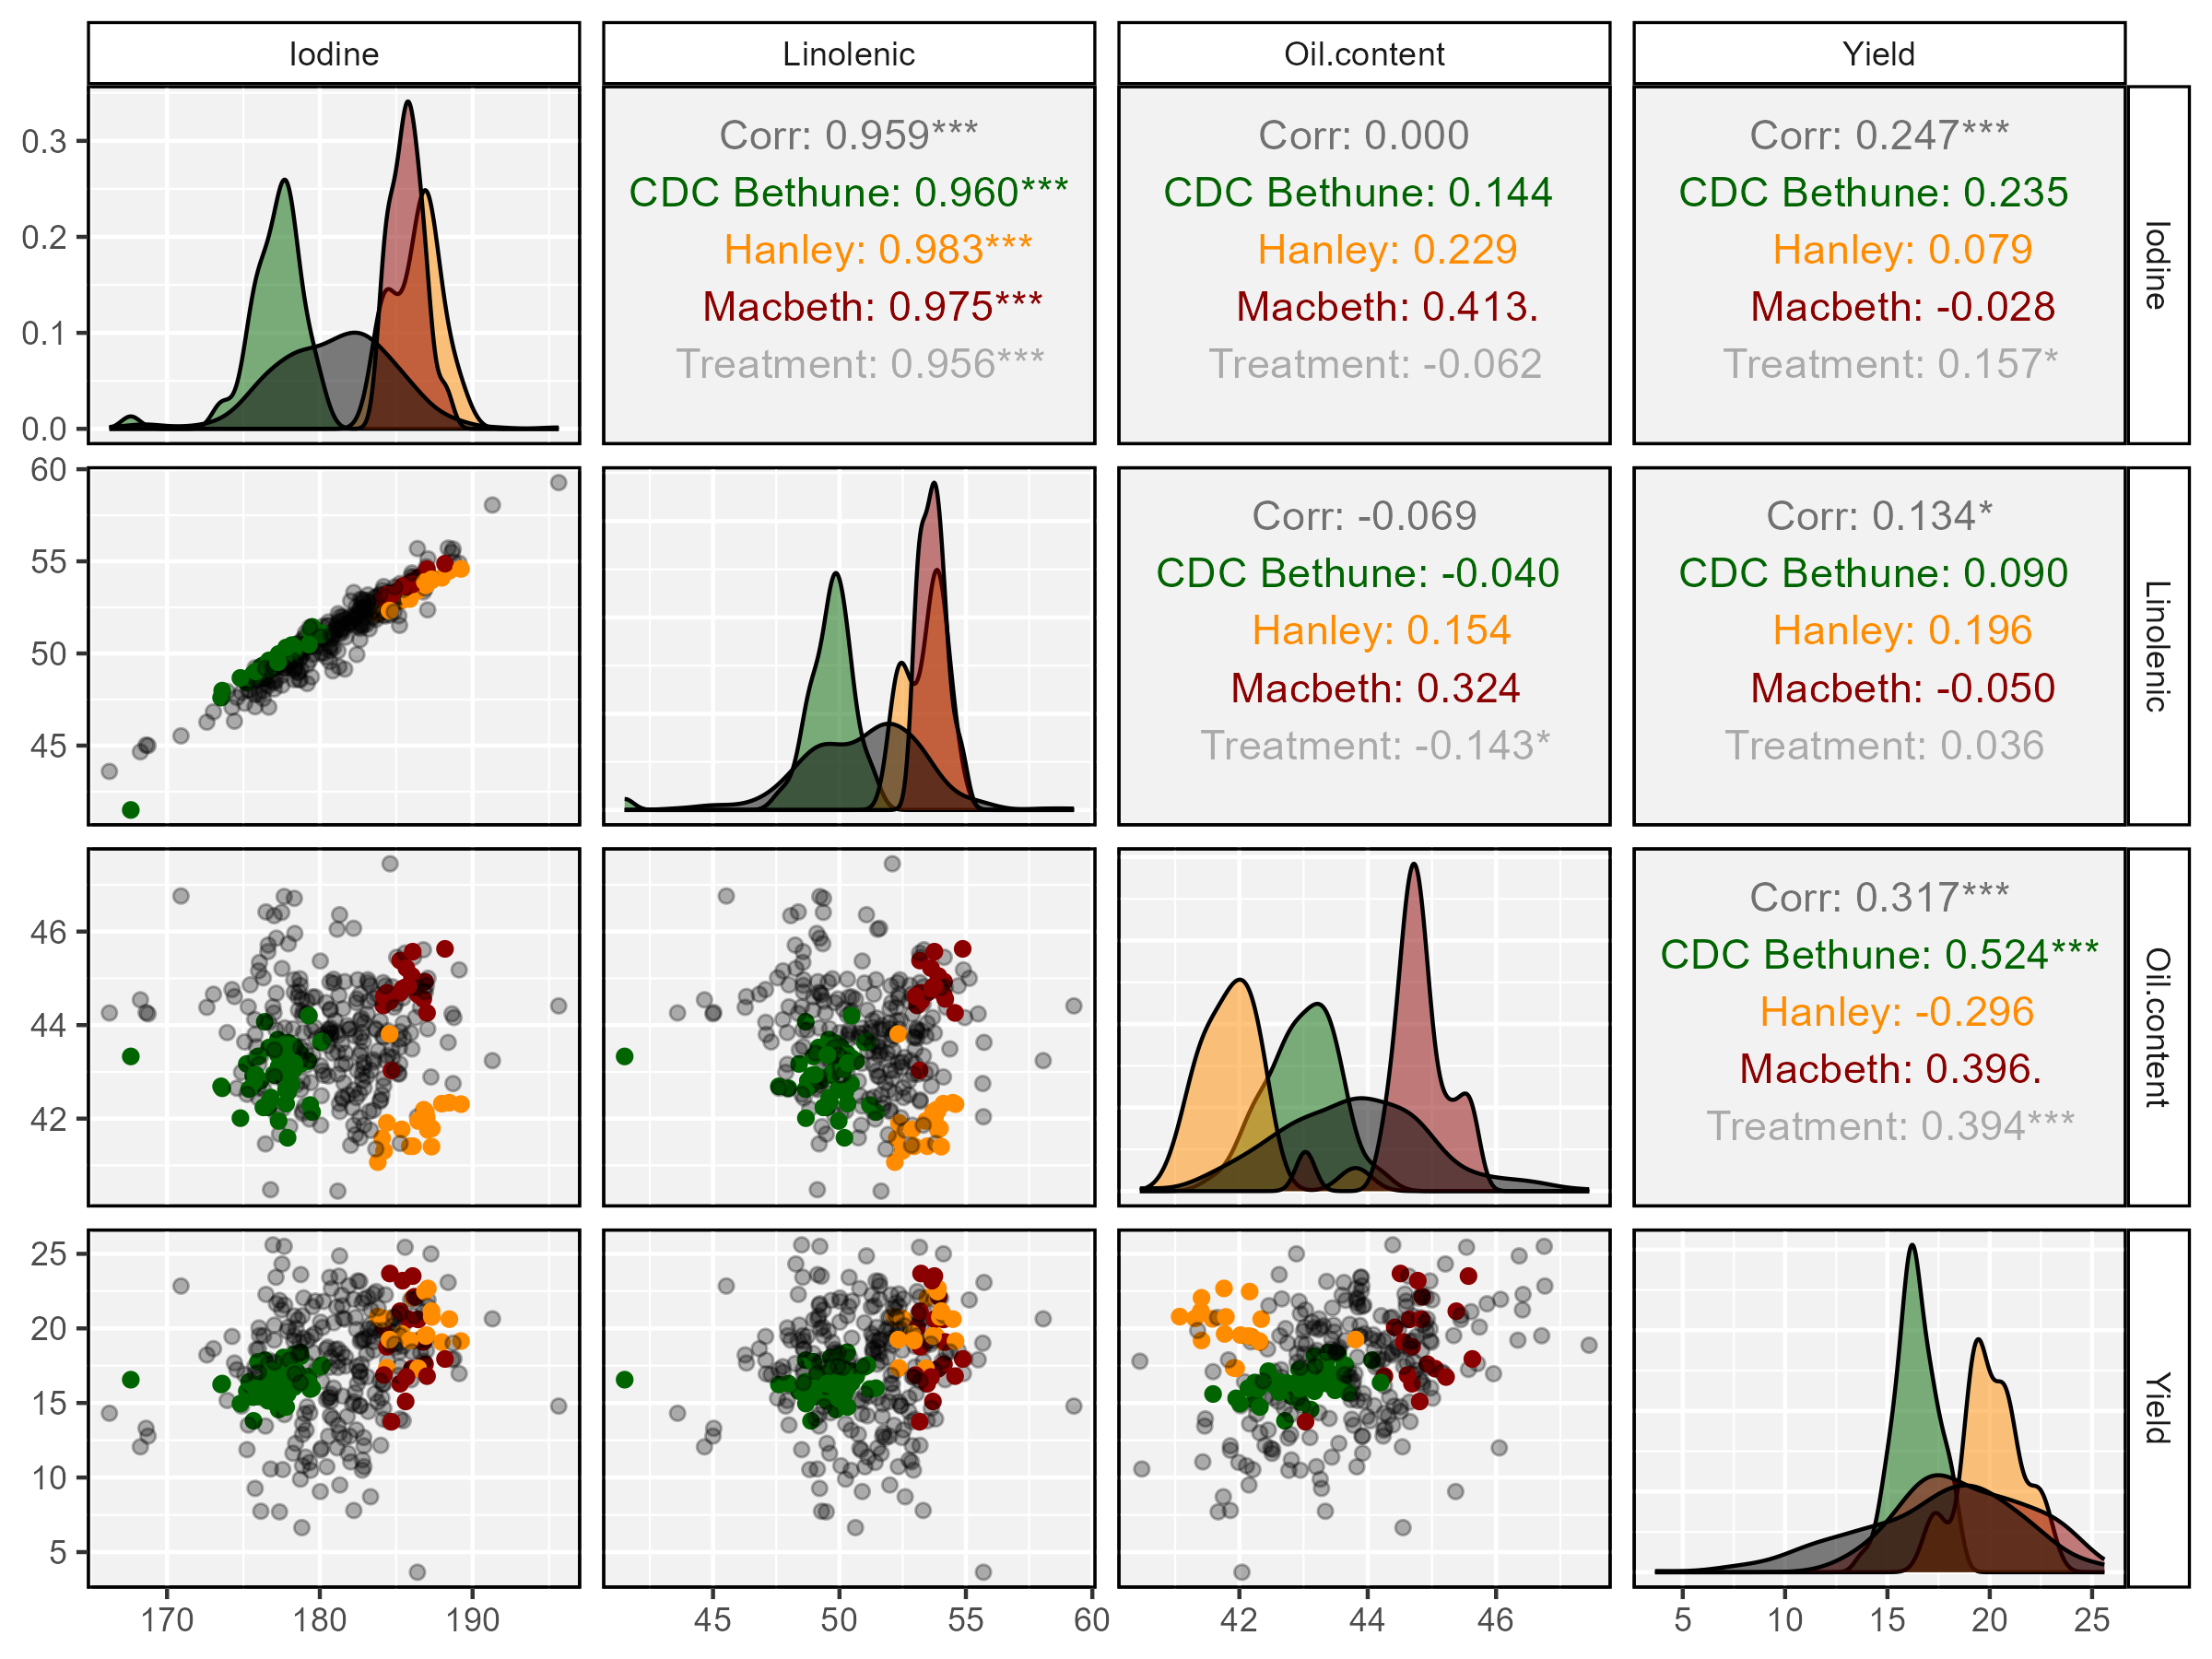 Iodine
Linolenic
Oil.content
Yield
0.3
0.2
0.1
0.0
Corr: 0.959***
CDC Bethune: 0.960***
Hanley: 0.983***
Macbeth: 0.975***
Treatment: 0.956***
Corr: 0.000
CDC Bethune: 0.144
Hanley: 0.229
Macbeth: 0.413.
Treatment: -0.062
Corr: 0.247***
CDC Bethune: 0.235
Hanley: 0.079
Macbeth: -0.028
Treatment: 0.157*
Iodine
60
55
50
45
Corr: -0.069
CDC Bethune: -0.040
Hanley: 0.154
Macbeth: 0.324
Treatment: -0.143*
Corr: 0.134*
CDC Bethune: 0.090
Hanley: 0.196
Macbeth: -0.050
Treatment: 0.036
Linolenic
46
44
42
Corr: 0.317***
CDC Bethune: 0.524***
Hanley: -0.296
Macbeth: 0.396.
Treatment: 0.394***
Oil.content
25
20
15
10
5
Yield
170 180 190
45 50 55 60
42 44 46
5 10 15 20 25